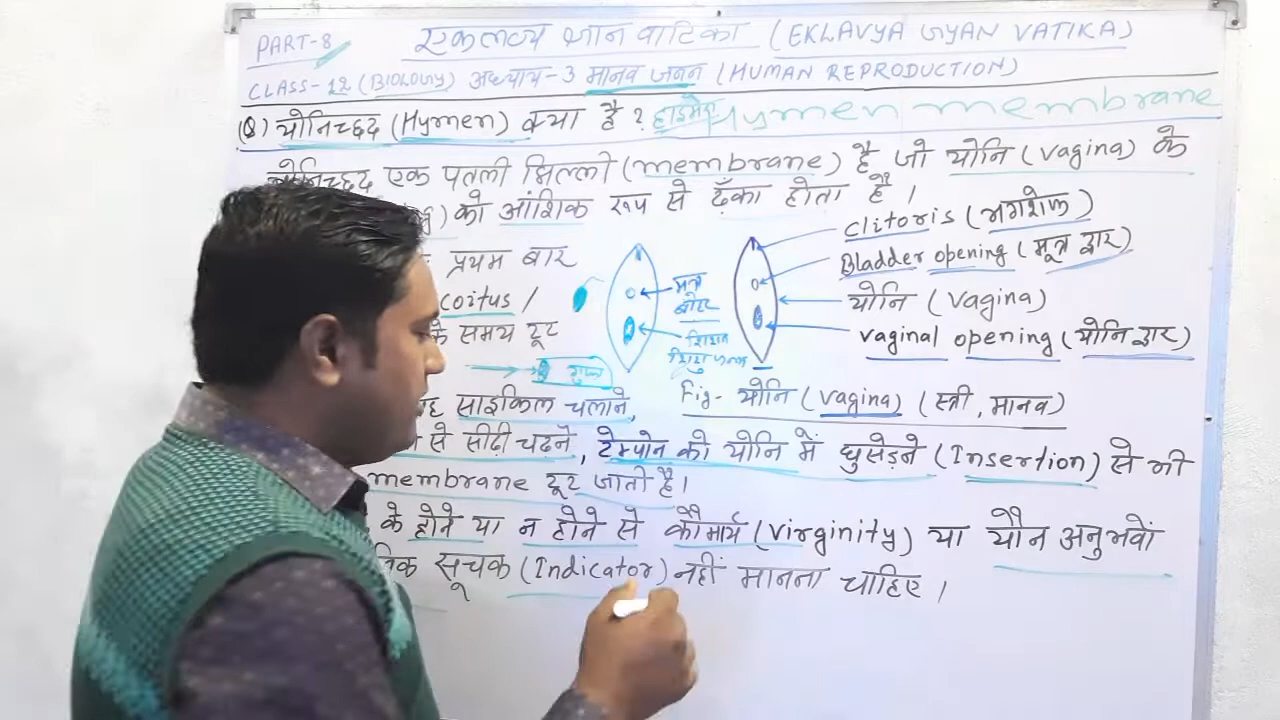 PART-8 एकलव्य ज्ञान वाटिका (EKLAVYA GYAN VATIKA)
CLASS-12 (BIOLOGY) अध्याय-3 मानव जनन (HUMAN REPRODUCTION)
(Q) योनिच्छद (Hymen) क्या है? Hymen membrane
योनिच्छद एक पतली झिल्ली (membrane) है जो योनि (vagina) के
) को आंशिक रूप से ढँका होता है।
प्रथम बार
coitus /
के समय टूट
मूत्र
शिशु जन्म
Clitoris (भगशेफ)
Bladder opening (मूत्र द्वार)
योनि (Vagina)
vaginal opening (योनि द्वार)
Fig- योनि (vagina) (स्त्री, मानव)
साइकिल चलाने,
से सीढ़ी चढ़ने, टेम्पोन को योनि में घुसेड़ने (Insertion) से भी
membrane टूट जाती है।
के होने या न होने से कौमार्य (Virginity) या यौन अनुभवों
सूचक (Indicator) नहीं मानना चाहिए।